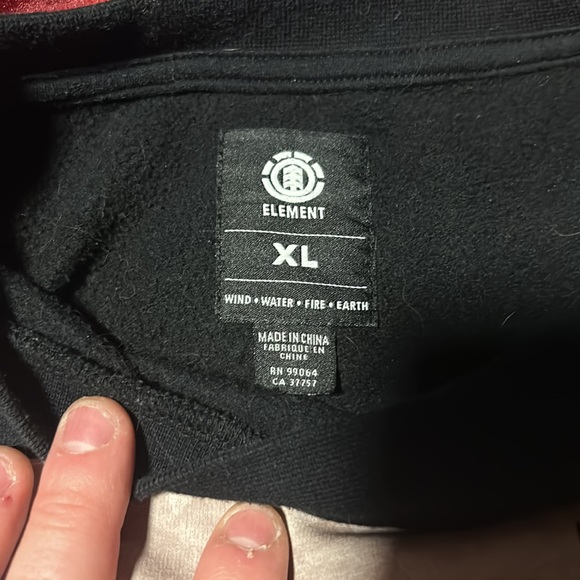 ELEMENT
XL
WIND • WATER • FIRE • EARTH
MADE IN CHINA
FABRIQUE EN
CHINE
RN 99064
CA 37757